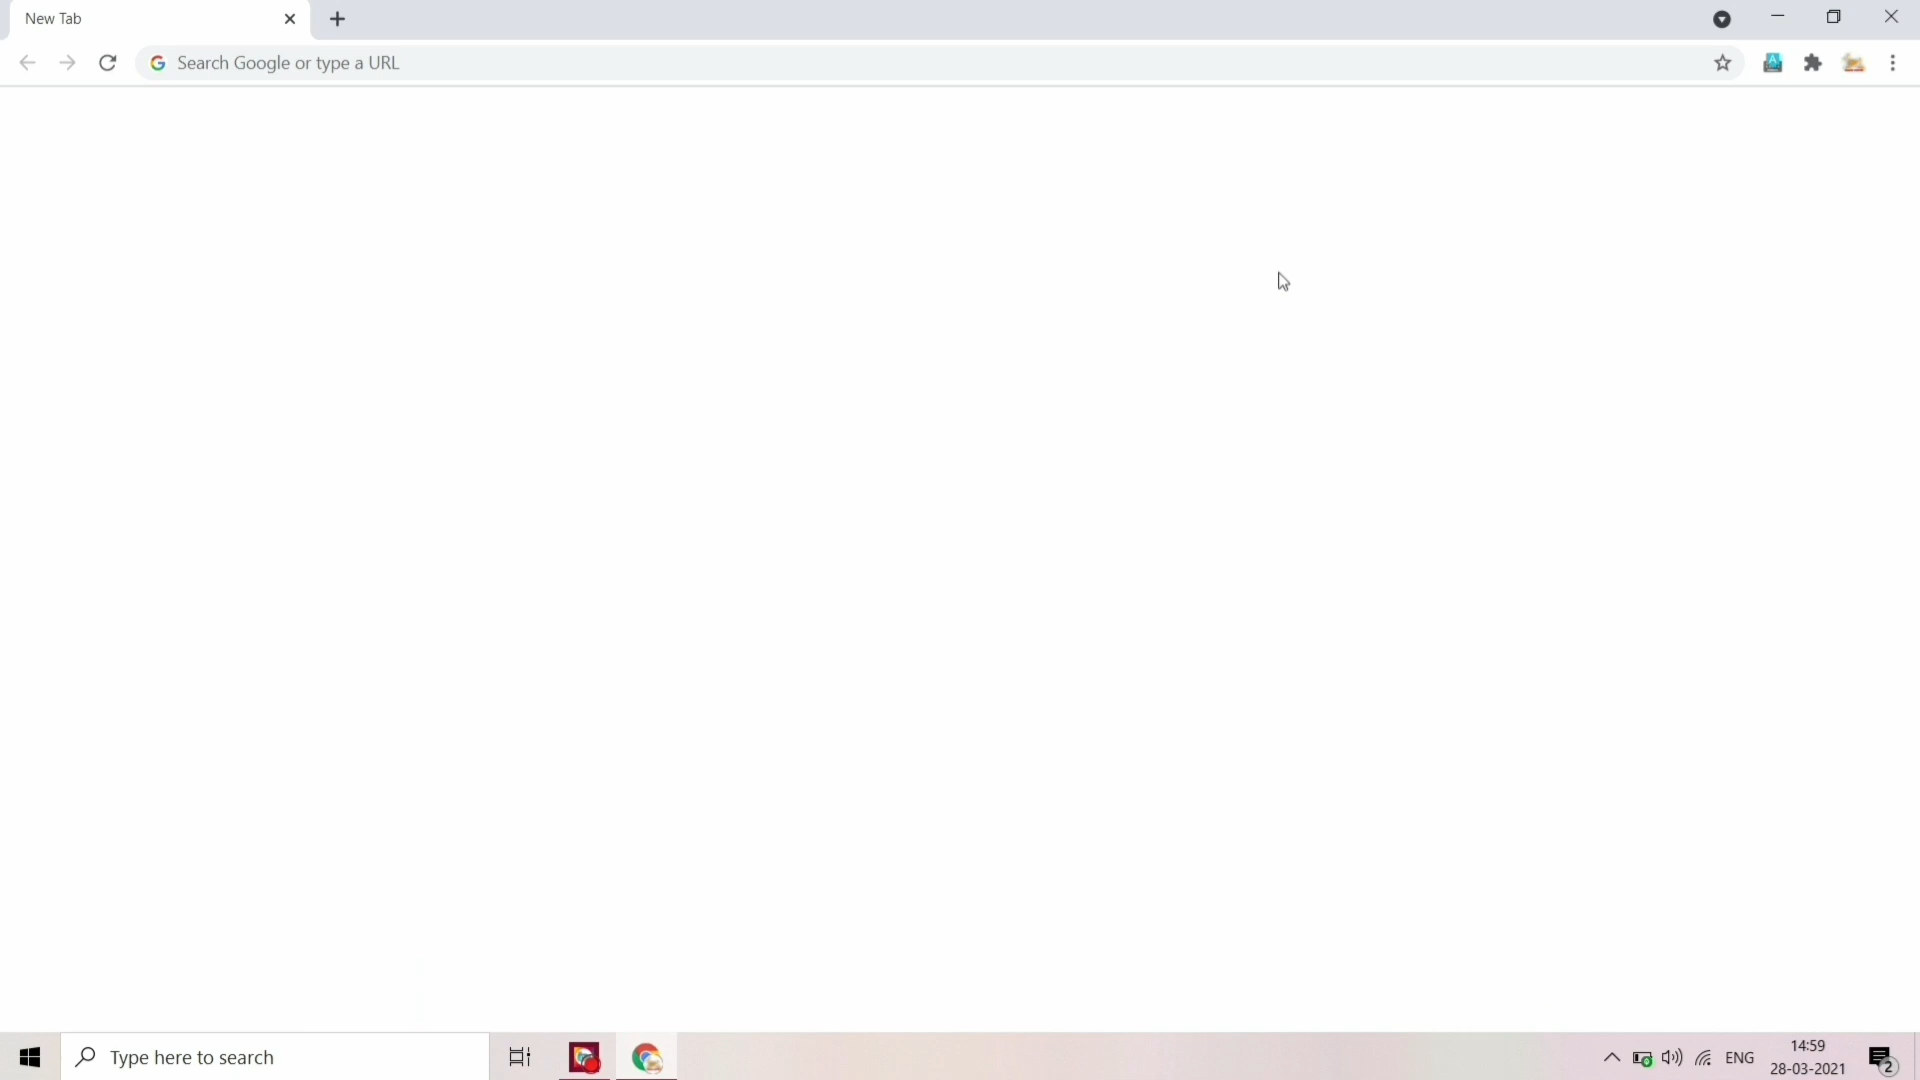 New Tab
Search Google or type a URL
Type here to search
ENG
14:59
28-03-2021
2